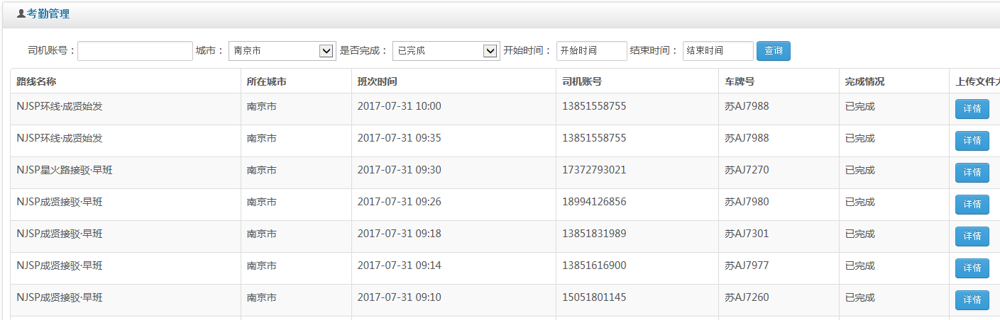 考勤管理
司机账号： 城市： 南京市 是否完成： 已完成 开始时间： 开始时间 结束时间： 结束时间 查询
路线名称 所在城市 班次时间 司机账号 车牌号 完成情况 上传文件大
NJSP环线·成贤始发 南京市 2017-07-31 10:00 13851558755 苏AJ7988 已完成 详情
NJSP环线·成贤始发 南京市 2017-07-31 09:35 13851558755 苏AJ7988 已完成 详情
NJSP星火路接驳·早班 南京市 2017-07-31 09:30 17372793021 苏AJ7270 已完成 详情
NJSP成贤接驳·早班 南京市 2017-07-31 09:26 18994126856 苏AJ7980 已完成 详情
NJSP成贤接驳·早班 南京市 2017-07-31 09:18 13851831989 苏AJ7301 已完成 详情
NJSP成贤接驳·早班 南京市 2017-07-31 09:14 13851616900 苏AJ7977 已完成 详情
NJSP成贤接驳·早班 南京市 2017-07-31 09:10 15051801145 苏AJ7260 已完成 详情